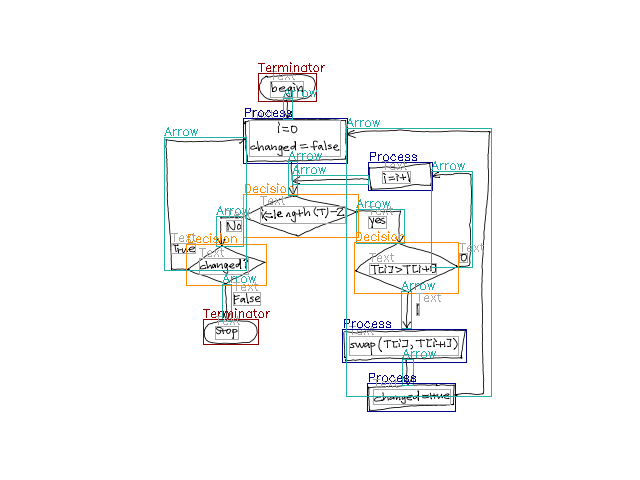 Terminator
Text
begin
Arrow
Process
i=0
changed=false
Arrow
Arrow
Arrow
Process
Arrow
Text
i=i+1
Decision
Text
i<=length(T)-2
Arrow
No
Arrow
Text
yes
Text
True
Decision
Text
changed?
Decision
Text
T[i]>T[i+1]
Text
0
Arrow
Text
False
Arrow
Text
1
Terminator
Text
Stop
Process
Text
swap(T[i],T[i+1])
Arrow
Process
changed=true